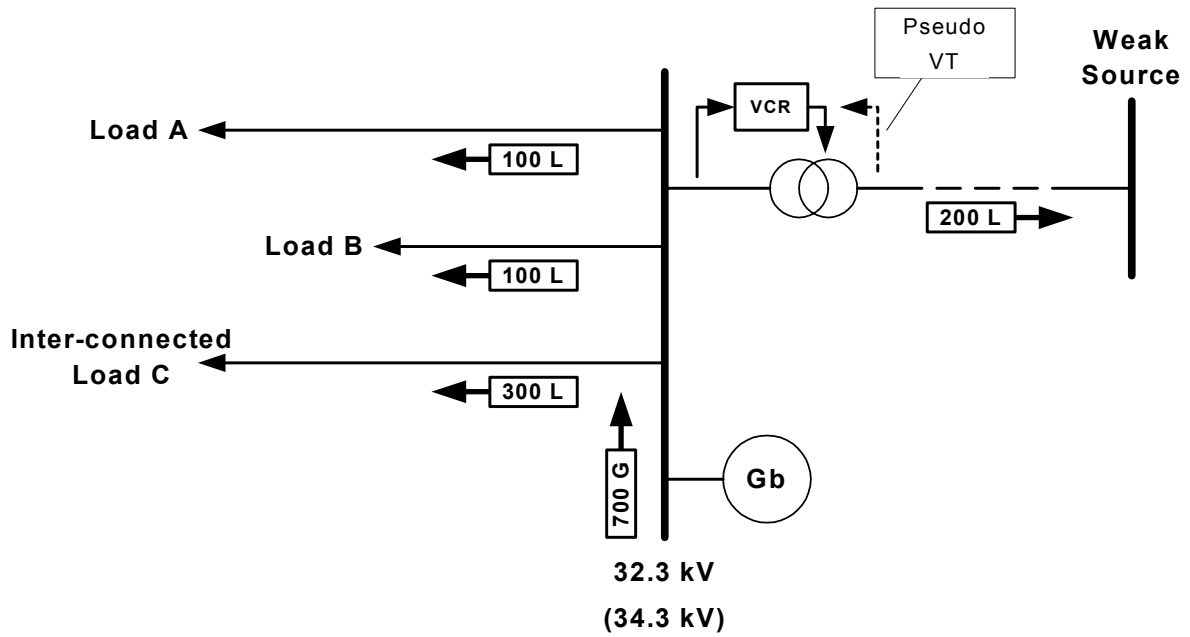 Pseudo
VT
Weak
Source
VCR
Load A
100 L
200 L
Load B
100 L
Inter-connected
Load C
300 L
700 G
Gb
32.3 kV
(34.3 kV)